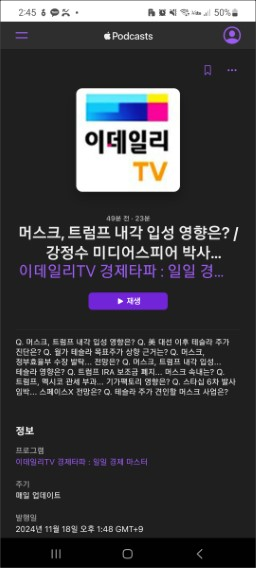 2:45
50%
Podcasts
이데일리
TV
49분 전 · 23분
머스크, 트럼프 내각 입성 영향은? /
강정수 미디어스피어 박사...
이데일리TV 경제타파 : 일일 경...
▶ 재생
Q. 머스크, 트럼프 내각 입성 영향은? Q. 美 대선 이후 테슬라 주가
진단은? Q. 월가 테슬라 목표주가 상향 근거는? Q. 머스크,
정부효율부 수장 발탁... 전망은? Q. 머스크, 트럼프 내각 입성...
테슬라 영향은? Q. 트럼프 IRA 보조금 폐지... 머스크 속내는? Q.
트럼프, 멕시코 관세 부과... 기가팩토리 영향은? Q. 스타십 6차 발사
임박... 스페이스X 전망은? Q. 테슬라 주가 견인할 머스크 사업은?
정보
프로그램
이데일리TV 경제타파 : 일일 경제 마스터
주기
매일 업데이트
발행일
2024년 11월 18일 오후 1:48 GMT+9